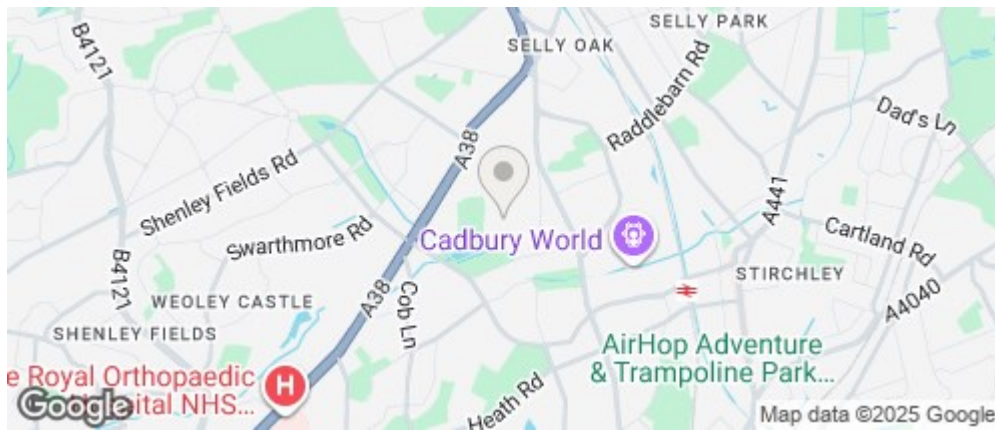 SELLY PARK
B4121
SELLY OAK
Raddlebarn Rd
Dad's Ln
A38
Shenley Fields Rd
A441
Swarthmore Rd
Cadbury World
Cartland Rd
B4121
STIRCHLEY
A38
Cob Ln
WEOLEY CASTLE
A4040
SHENLEY FIELDS
AirHop Adventure
& Trampoline Park...
e Royal Orthopaedic
H
spital NHS...
Heath Rd
Google
Map data ©2025 Google